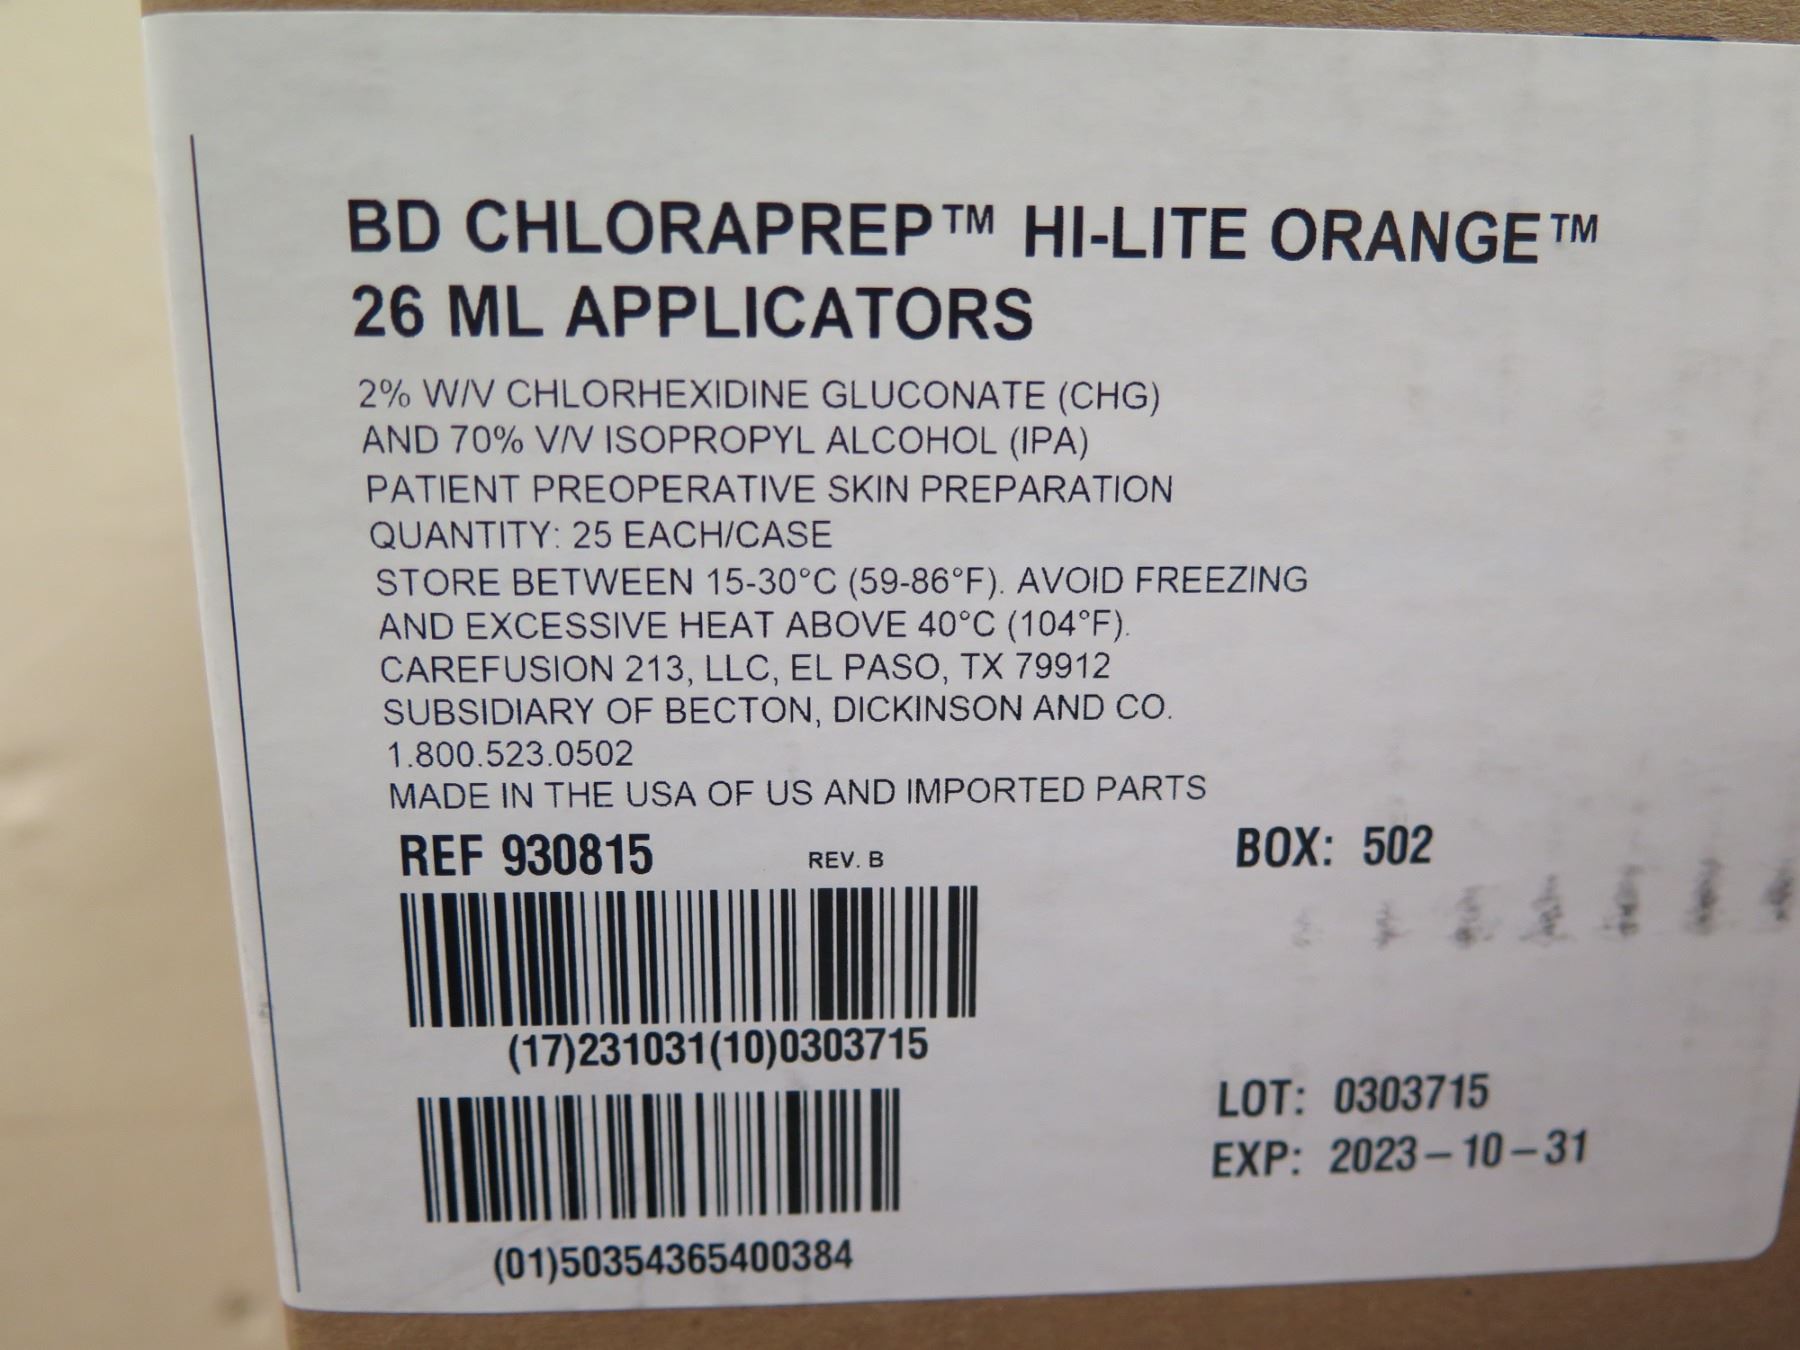 BD CHLORAPREP™ HI-LITE ORANGE™
26 ML APPLICATORS
2% W/V CHLORHEXIDINE GLUCONATE (CHG)
AND 70% V/V ISOPROPYL ALCOHOL (IPA)
PATIENT PREOPERATIVE SKIN PREPARATION
QUANTITY: 25 EACH/CASE
STORE BETWEEN 15-30°C (59-86°F). AVOID FREEZING
AND EXCESSIVE HEAT ABOVE 40°C (104°F).
CAREFUSION 213, LLC, EL PASO, TX 79912
SUBSIDIARY OF BECTON, DICKINSON AND CO.
1.800.523.0502
MADE IN THE USA OF US AND IMPORTED PARTS
REF 930815 REV. B BOX: 502
(17)231031(10)0303715
LOT: 0303715
EXP: 2023-10-31
(01)50354365400384